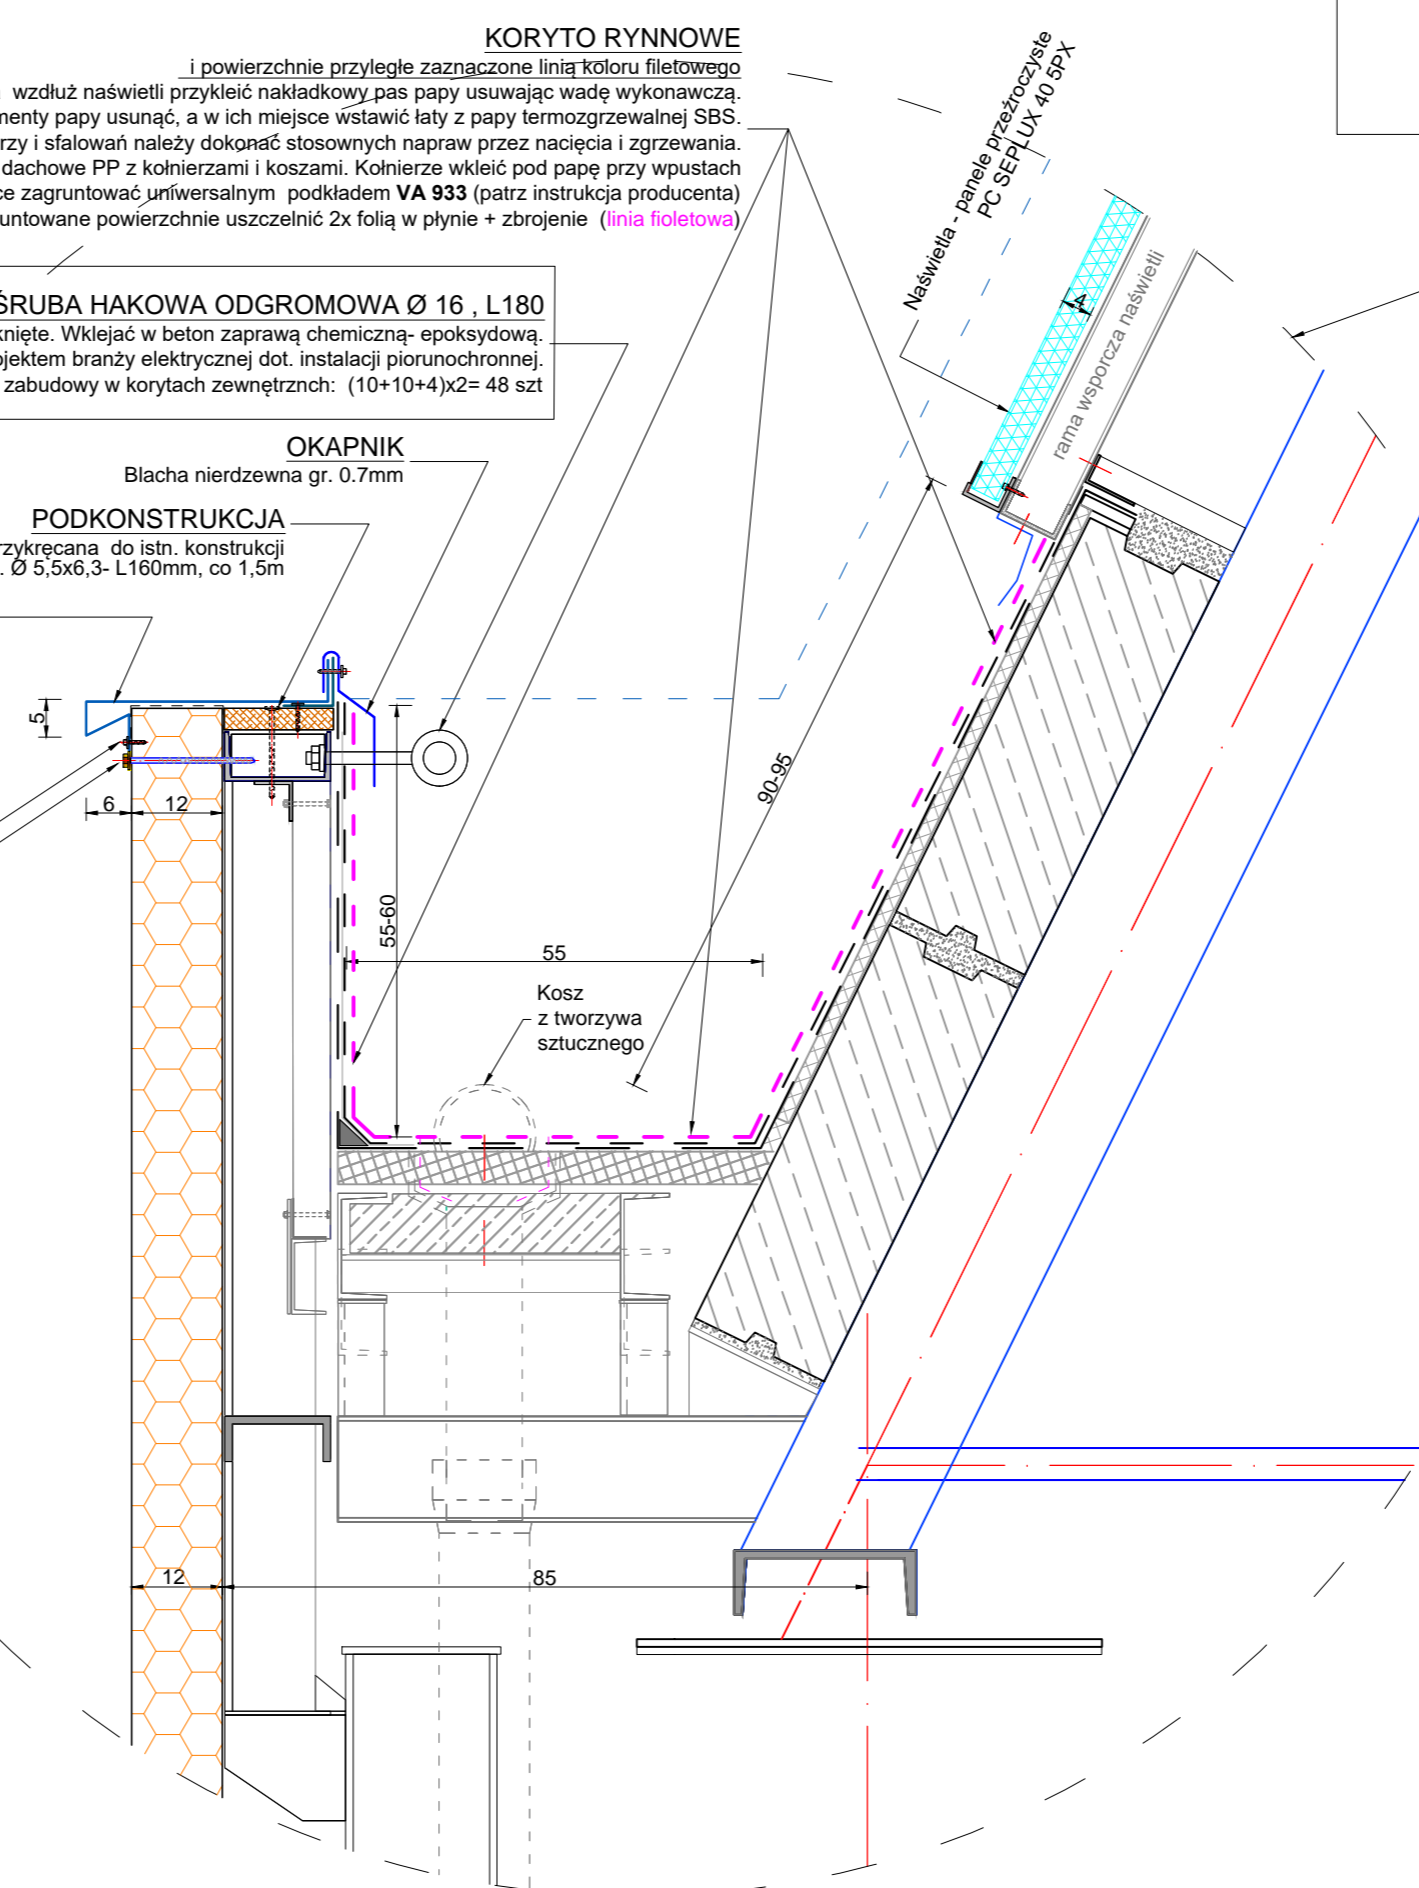 KORYTO RYNNOWE
i powierzchnie przyległe zaznaczone linią koloru filetowego
wzdłuż naświetli przykleić nakładkowy pas papy usuwając wadę wykonawczą.
menty papy usunąć, a w ich miejsce wstawić łaty z papy termozgrzewalnej SBS.
rzy i sfalowań należy dokonać stosownych napraw przez nacięcia i zgrzewania.
dachowe PP z kołnierzami i koszami. Kołnierze wkleić pod papę przy wpustach
ce zagruntować uniwersalnym podkładem VA 933 (patrz instrukcja producenta)
untowane powierzchnie uszczelnić 2x folią w płynie + zbrojenie (linia fioletowa)
ŚRUBA HAKOWA ODGROMOWA Ø 16 , L180
knięte. Wklejać w beton zaprawą chemiczną- epoksydową.
ojektem branży elektrycznej dot. instalacji piorunochronnej.
zabudowy w korytach zewnętrznch: (10+10+4)x2= 48 szt
OKAPNIK
Blacha nierdzewna gr. 0.7mm
PODKONSTRUKCJA
rzykręcana do istn. konstrukcji
. Ø 5,5x6,3- L160mm, co 1,5m
Naświetla - panele przeźroczyste
PC SEPLUX 40 5PX
4
rama wsporcza naświetli
5
6
12
55-60
90-95
55
Kosz
z tworzywa
sztucznego
12
85